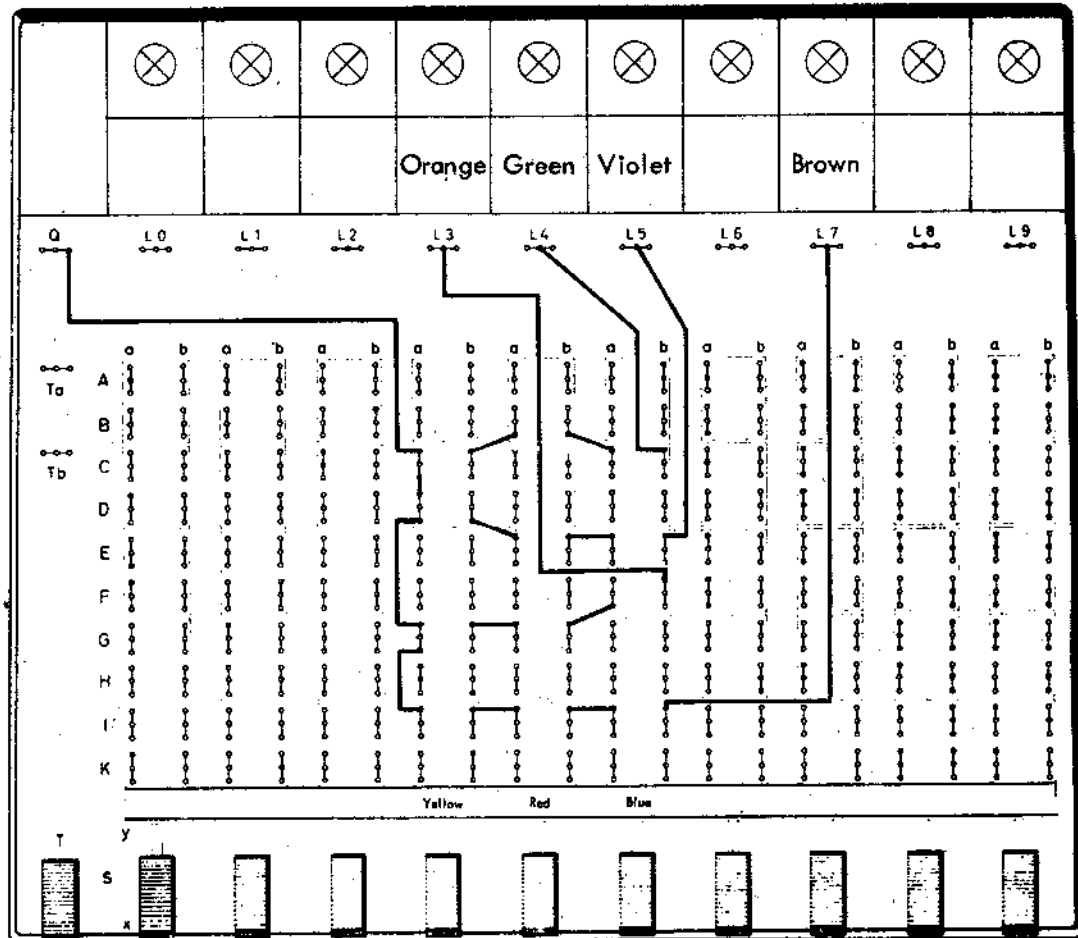 Orange Green Violet Brown
Q L0 L1 L2 L3 L4 L5 L6 L7 L8 L9
a b a b a b a b a b a b a b a b a b a b
Ta A
B
Tb C
D
E
F
G
H
I
K
Yellow Red Blue
T y
S
x